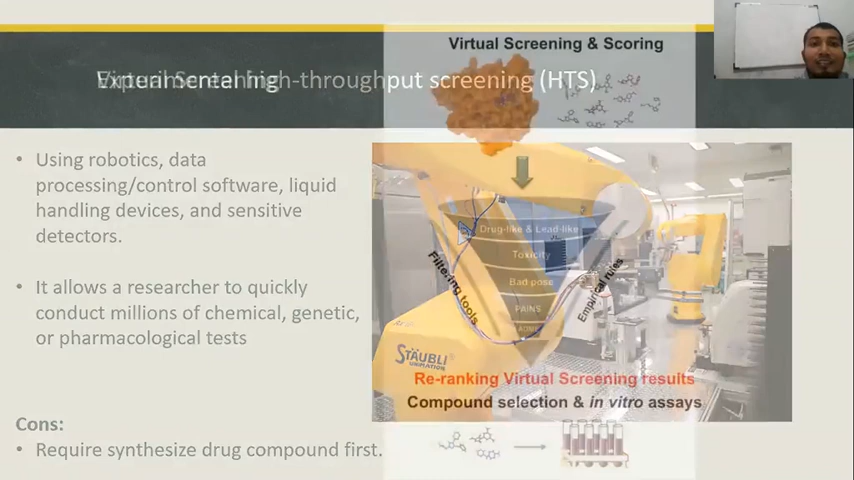 Virtual Screening & Scoring
Experimental high-throughput screening (HTS)
Virtual Screening
• Using robotics, data
processing/control software, liquid
handling devices, and sensitive
detectors.
• It allows a researcher to quickly
conduct millions of chemical, genetic,
or pharmacological tests
Cons:
• Require synthesize drug compound first.
Drug-like & Lead-like
Toxicity
Bad pose
PAINS
ADME
Filtering tools
Empirical rules
STÄUBLI
UNIMATION
Re-ranking Virtual Screening results
Compound selection & in vitro assays